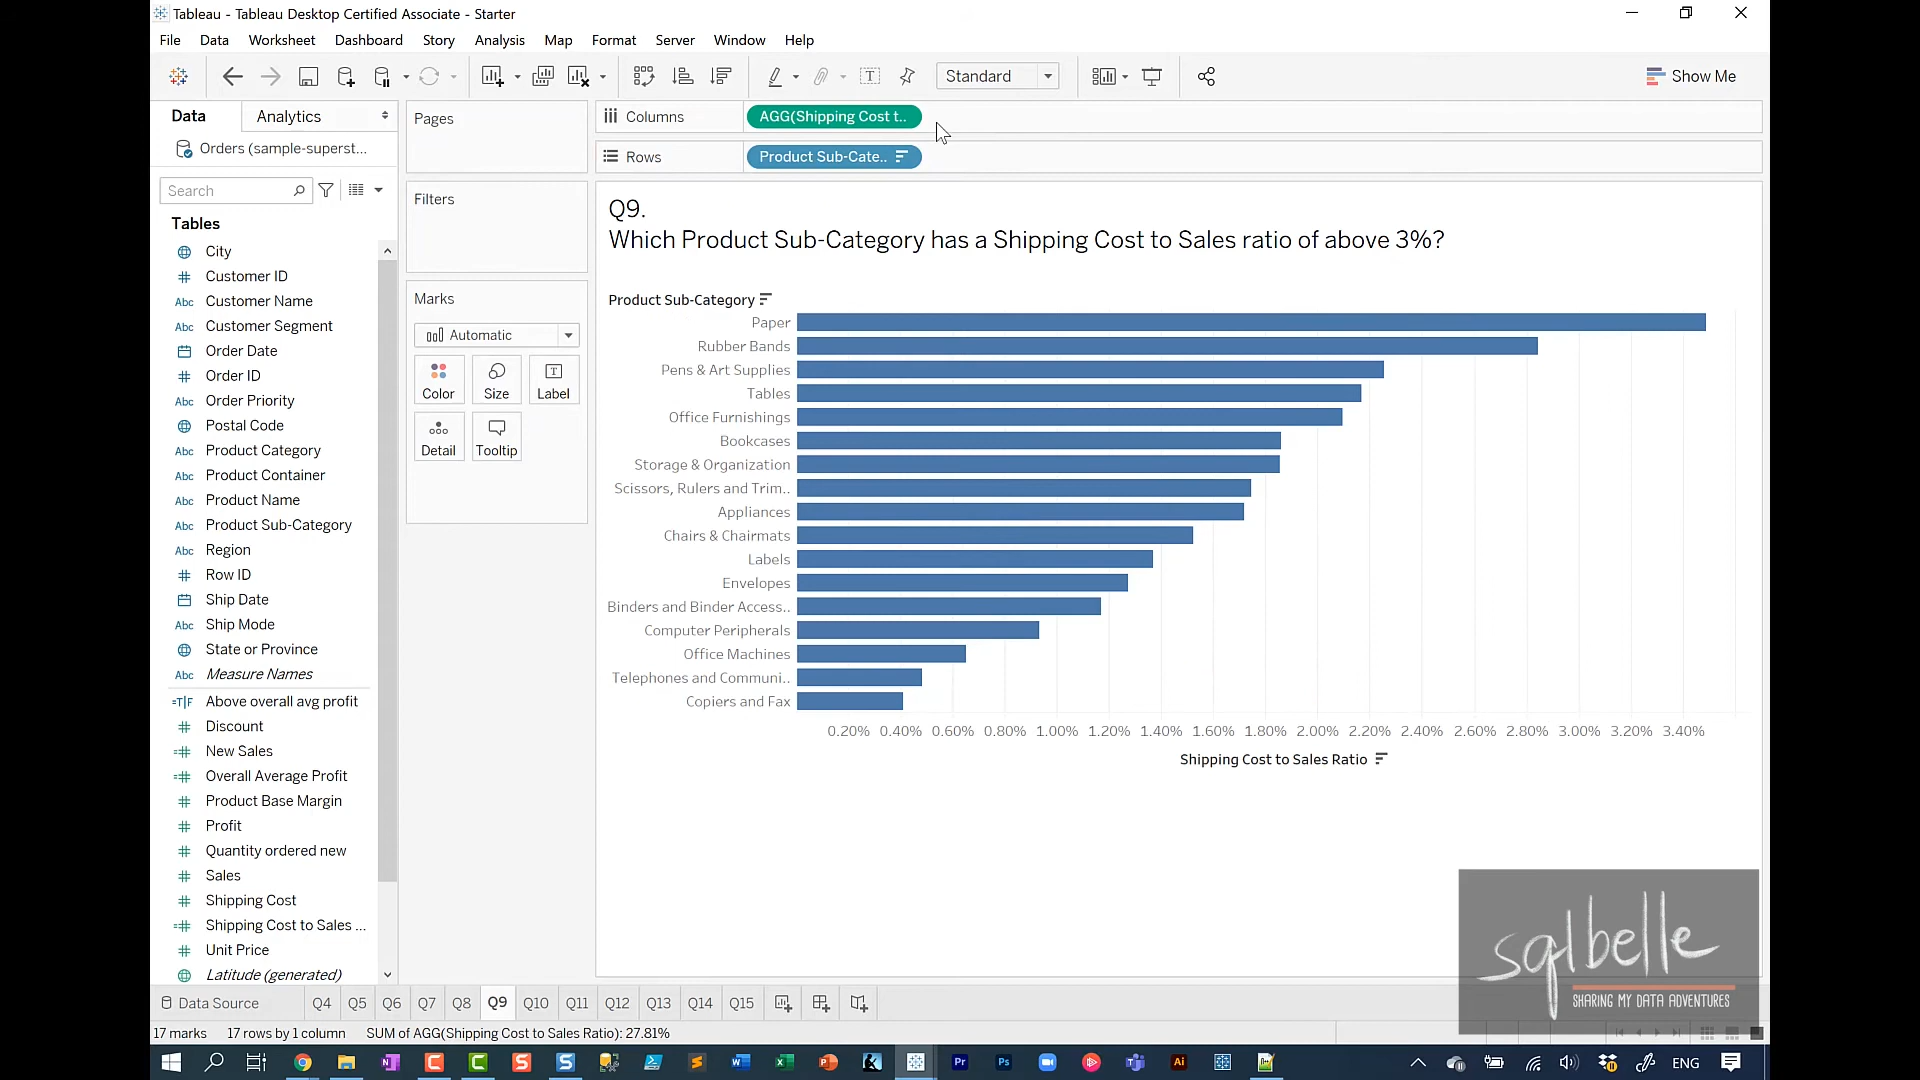 Tableau - Tableau Desktop Certified Associate - Starter
File Data Worksheet Dashboard Story Analysis Map Format Server Window Help
Standard
Show Me
Data
Analytics
Orders (sample-superst...
Search
Tables
City
Customer ID
Abc Customer Name
Abc Customer Segment
Order Date
Order ID
Abc Order Priority
Postal Code
Abc Product Category
Abc Product Container
Abc Product Name
Abc Product Sub-Category
Abc Region
Row ID
Ship Date
Abc Ship Mode
State or Province
Abc Measure Names
=T|F Above overall avg profit
Discount
New Sales
Overall Average Profit
Product Base Margin
Profit
Quantity ordered new
Sales
Shipping Cost
Shipping Cost to Sales ...
Unit Price
Latitude (generated)
Pages
Filters
Marks
Automatic
Color Size Label
Detail Tooltip
Columns AGG(Shipping Cost t..
Rows Product Sub-Cate..
Q9.
Which Product Sub-Category has a Shipping Cost to Sales ratio of above 3%?
Product Sub-Category
Paper
Rubber Bands
Pens & Art Supplies
Tables
Office Furnishings
Bookcases
Storage & Organization
Scissors, Rulers and Trim..
Appliances
Chairs & Chairmats
Labels
Envelopes
Binders and Binder Access..
Computer Peripherals
Office Machines
Telephones and Communi..
Copiers and Fax
0.20% 0.40% 0.60% 0.80% 1.00% 1.20% 1.40% 1.60% 1.80% 2.00% 2.20% 2.40% 2.60% 2.80% 3.00% 3.20% 3.40%
Shipping Cost to Sales Ratio
sqlbelle
SHARING MY DATA ADVENTURES
Data Source Q4 Q5 Q6 Q7 Q8 Q9 Q10 Q11 Q12 Q13 Q14 Q15
17 marks 17 rows by 1 column SUM of AGG(Shipping Cost to Sales Ratio): 27.81%
ENG